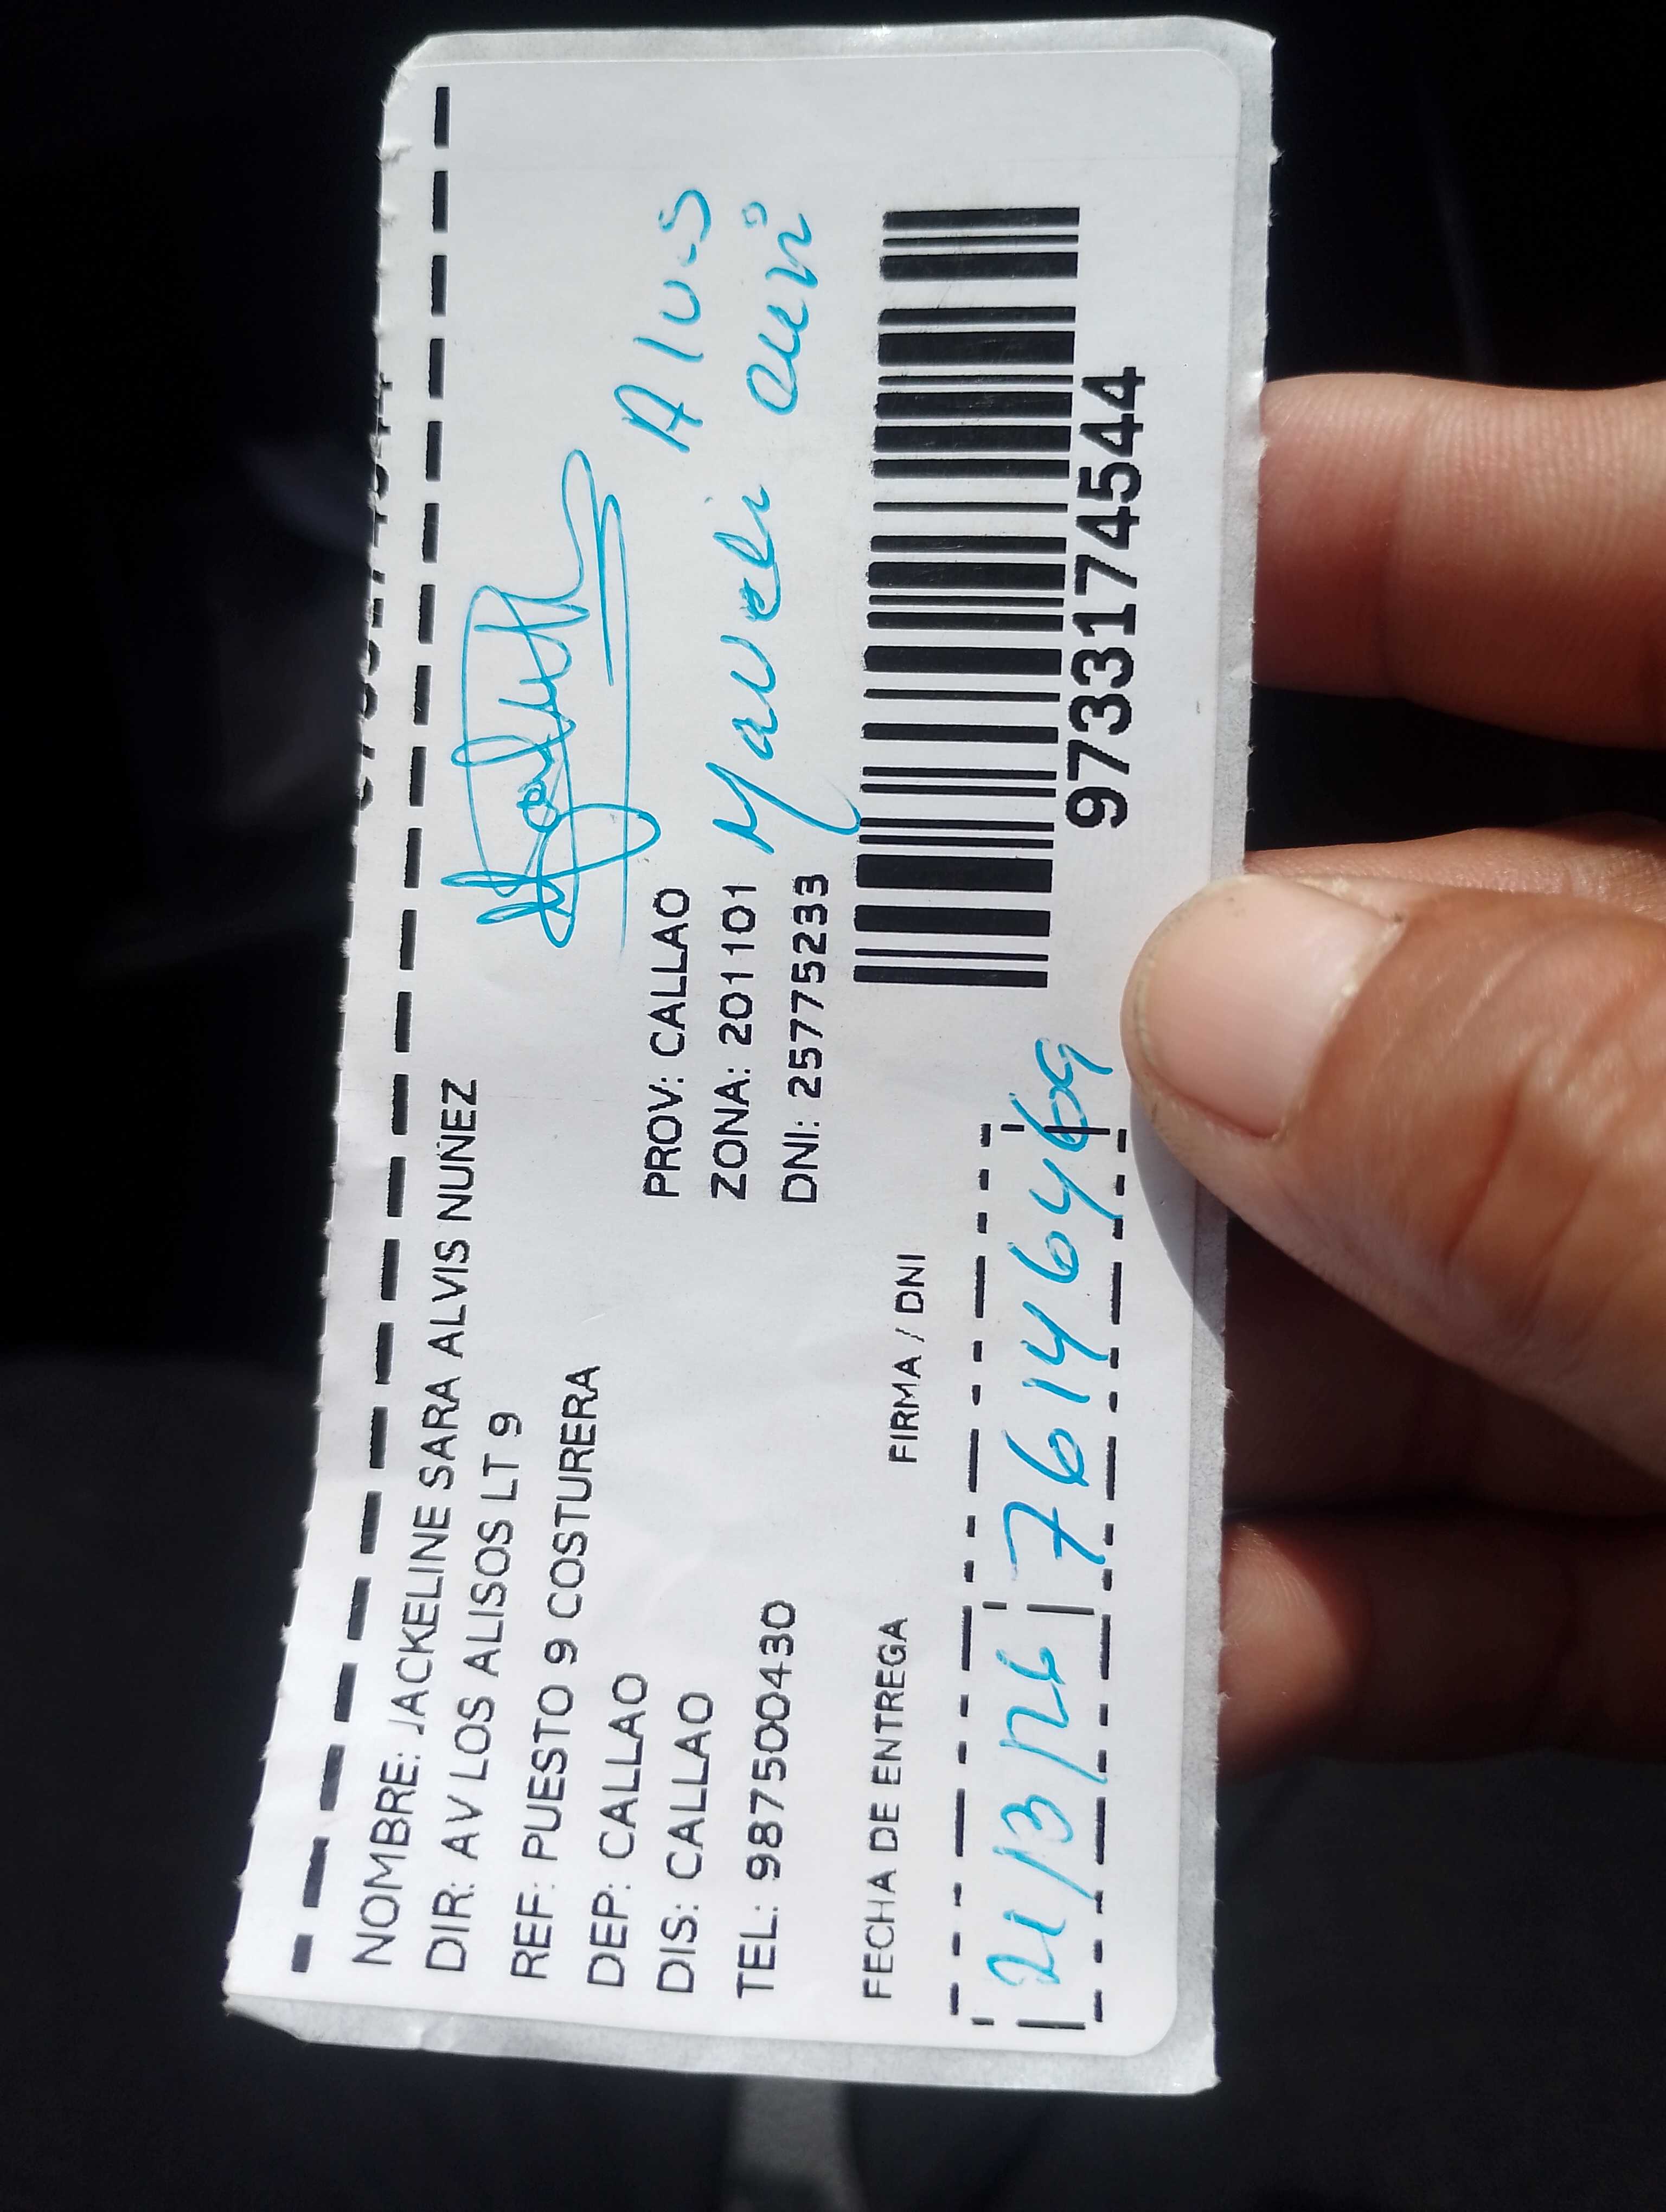 NOMBRE: JACKELINE SARA ALVIS NUÑEZ
DIR: AV LOS ALISOS LT 9
REF: PUESTO 9 COSTURERA
DEP: CALLAO
PROV: CALLAO
DIS: CALLAO
ZONA: 201101
TEL: 987500430
DNI: 25775233
Alvis
FECHA DE ENTREGA
FIRMA / DNI
21/3/26
76146469
9733174544